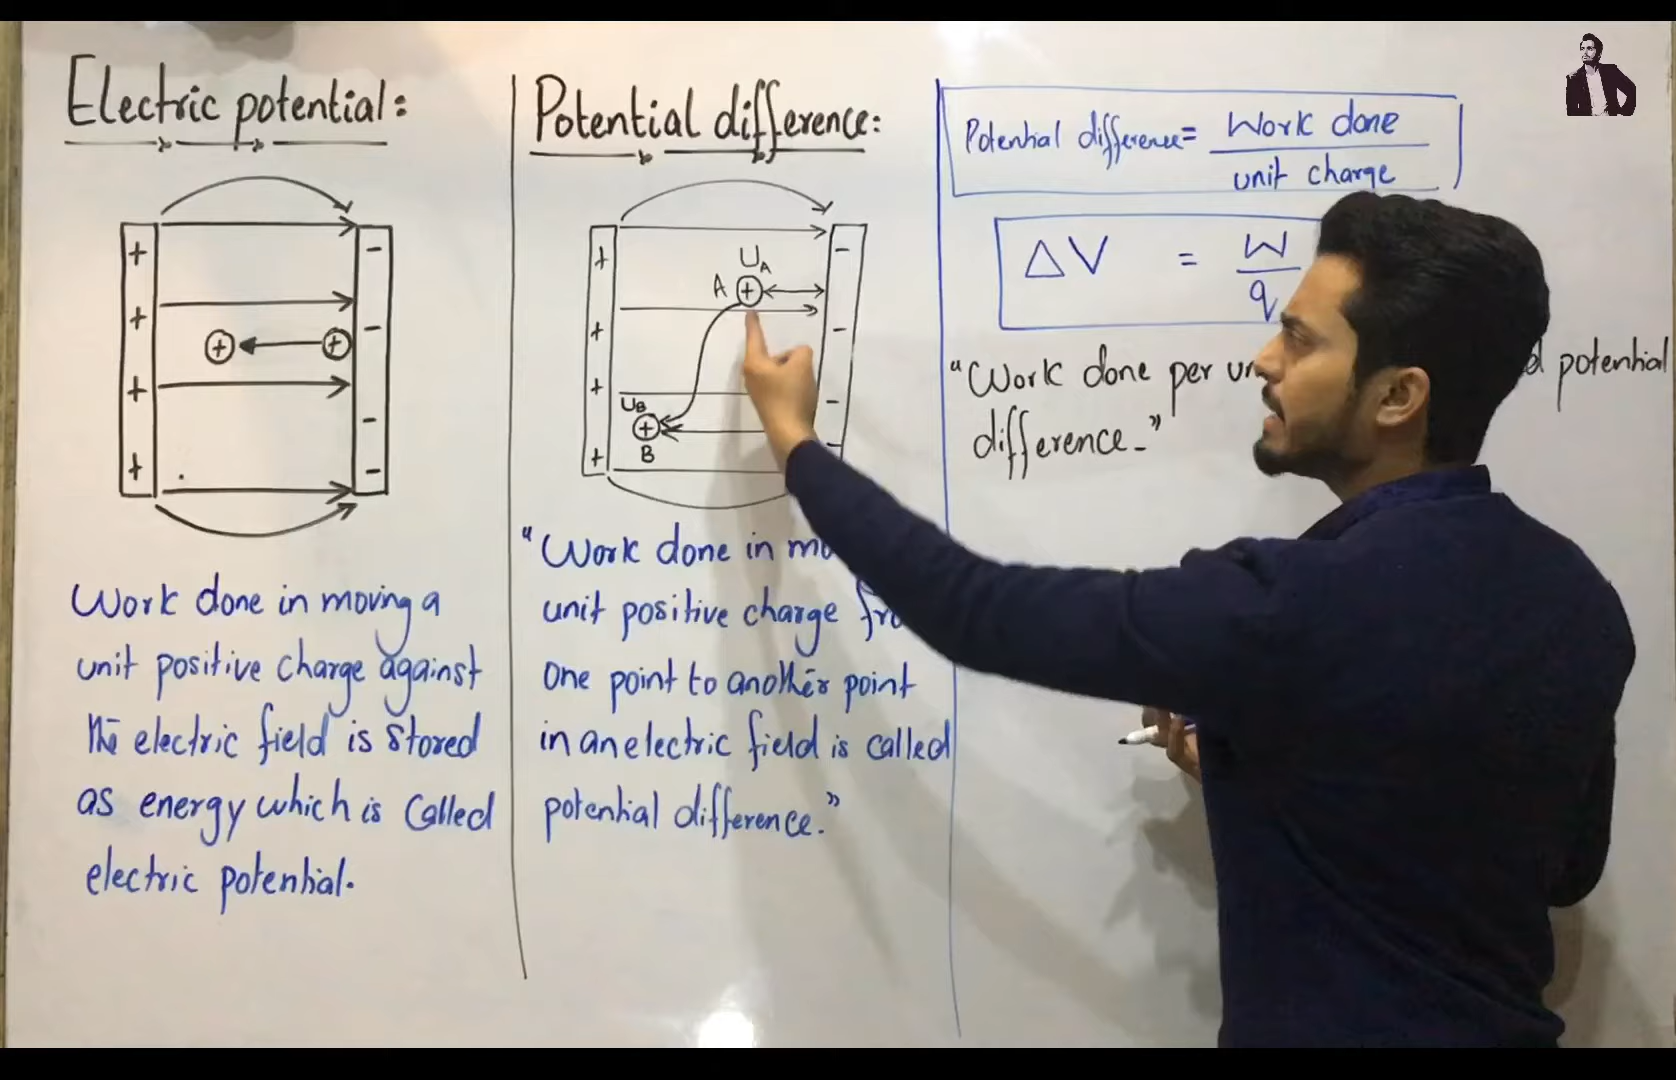 Electric potential:
+
+
+
+
+
+
-
-
-
-
Work done in moving a
unit positive charge against
the electric field is stored
as energy which is called
electric potential.
Potential difference:
+
+
+
+
UA
A
+
UB
+
B
-
-
-
-
"Work done in
unit positive charge
one point to another point
in an electric field is called
potential difference."
Potential difference = Work done
unit charge
ΔV = W
q
"Work done per potential
difference."